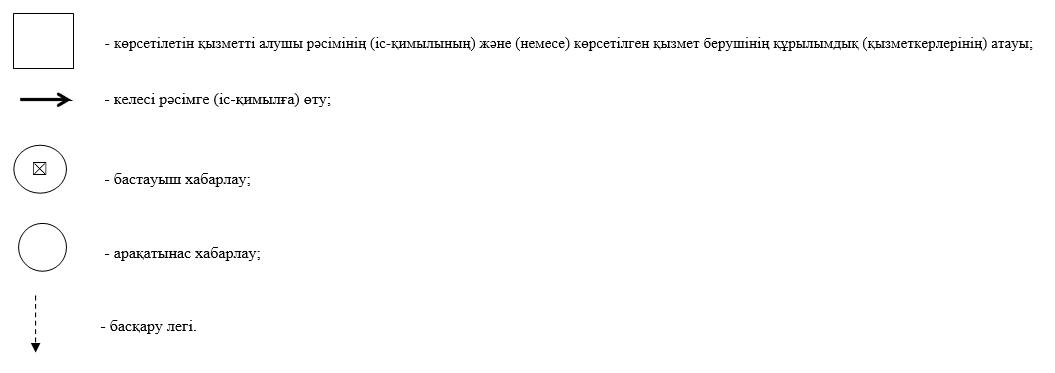 - көрсетілетін қызметті алушы рәсімінің (іс-қимылының) және (немесе) көрсетілген қызмет берушінің құрылымдық (қызметкерлерінің) атауы;
- келесі рәсімге (іс-қимылға) өту;
- бастауыш хабарлау;
- арақатынас хабарлау;
- басқару легі.